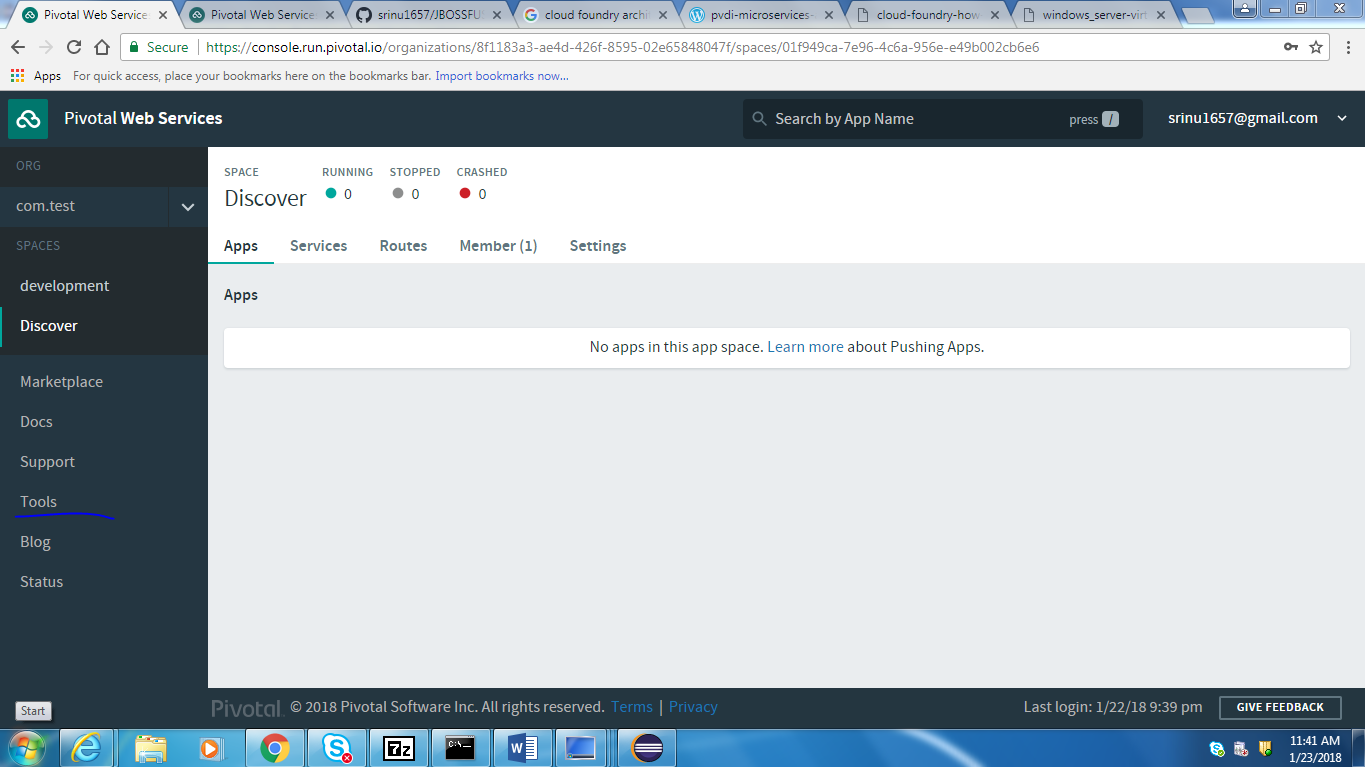 Pivotal Web Service
Pivotal Web Service
srinu1657/JBOSSFU
cloud foundry archi
pvdi-microservices-
cloud-foundry-how
windows_server-virt
Secure
https://console.run.pivotal.io/organizations/8f1183a3-ae4d-426f-8595-02e65848047f/spaces/01f949ca-7e96-4c6a-956e-e49b002cb6e6
Apps For quick access, place your bookmarks here on the bookmarks bar. Import bookmarks now...
Pivotal Web Services
Search by App Name
press /
srinu1657@gmail.com
ORG
com.test
SPACES
development
Discover
Marketplace
Docs
Support
Tools
Blog
Status
SPACE
Discover
RUNNING
0
STOPPED
0
CRASHED
0
Apps Services Routes Member (1) Settings
Apps
No apps in this app space. Learn more about Pushing Apps.
Pivotal. © 2018 Pivotal Software Inc. All rights reserved. Terms | Privacy
Last login: 1/22/18 9:39 pm
GIVE FEEDBACK
Start
7z
C:\.
W
11:41 AM
1/23/2018